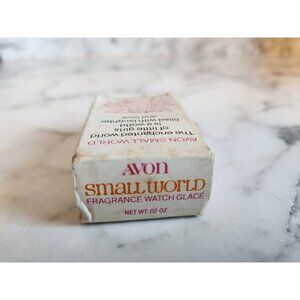 AVON SMALL WORLD
The enchanted world
of little girls
is a world
filled with laughter
and love
AVON
SMALL WORLD
FRAGRANCE WATCH GLACÉ
NET WT. 02 OZ.